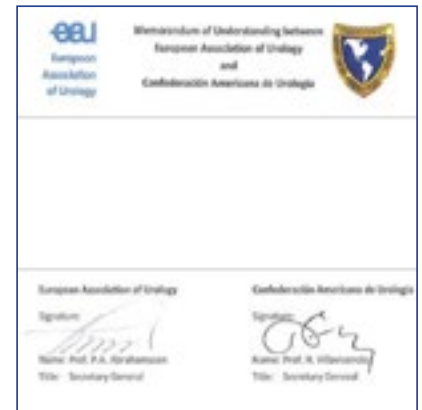 eau
European
Association
of Urology
Memorandum of Understanding between
European Association of Urology
and
Confederación Americana de Urología
European Association of Urology
Signature:
Name: Prof. P.A. Abrahamsson
Title: Secretary General
Confederación Americana de Urología
Signature:
Name: Prof. H. Villavicencio
Title: Secretary General